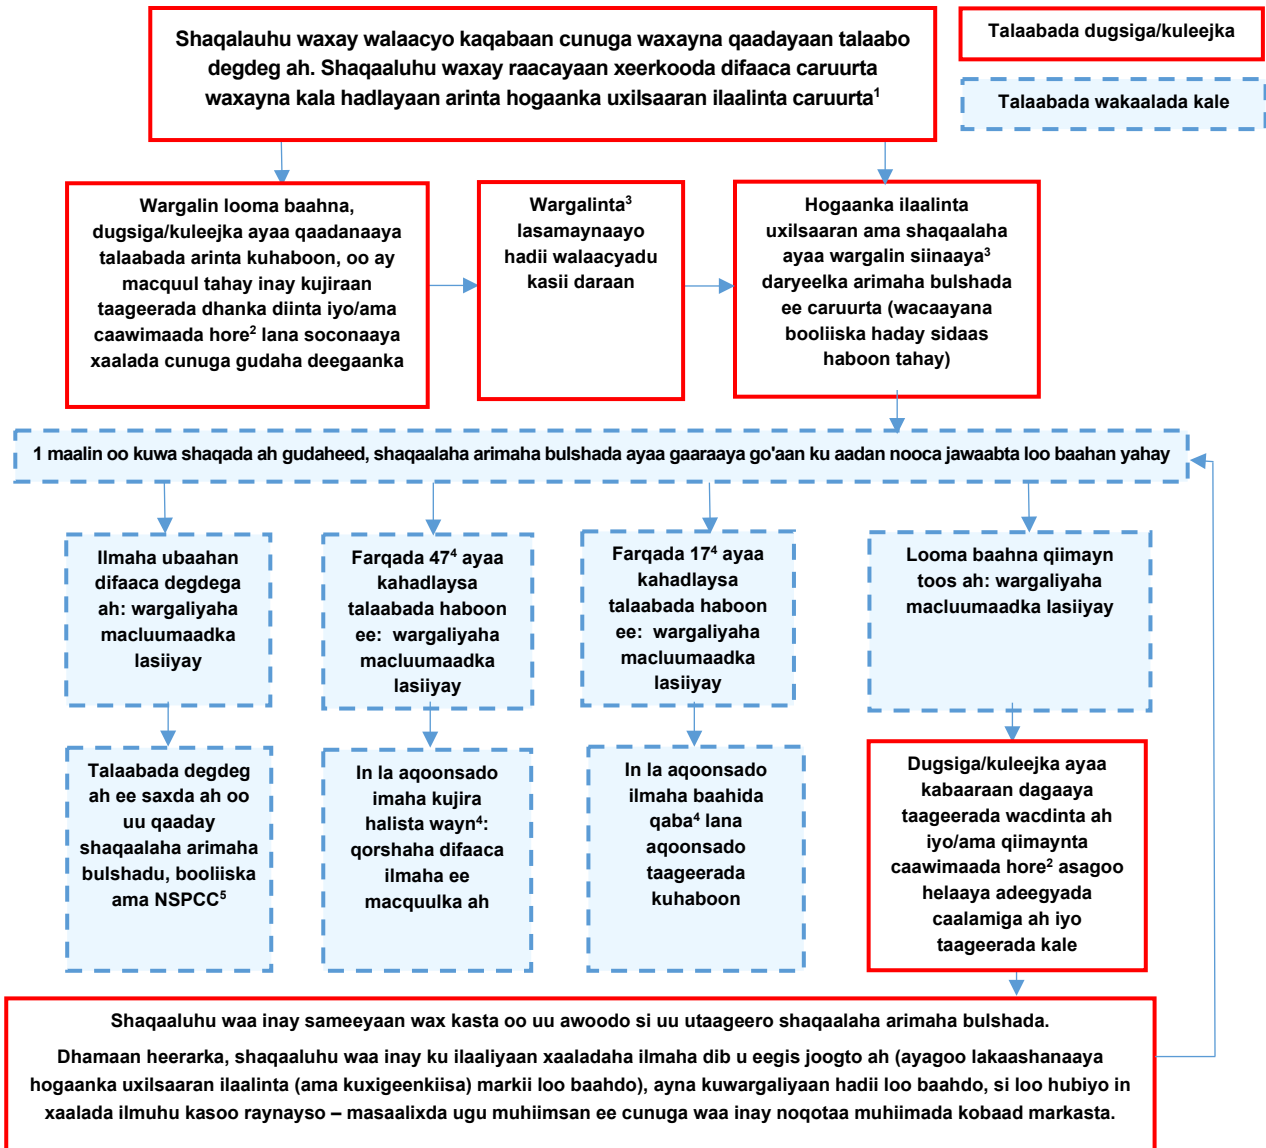 Shaqalauhu waxay walaacyo kaqabaan cunuga waxayna qaadayaan talaabo
degdeg ah. Shaqaaluhu waxay raacayaan xeerkooda difaaca caruurta
waxayna kala hadlayaan arinta hogaanka uxilsaaran ilaalinta caruurta¹
Talaabada dugsiga/kuleejka
Talaabada wakaalada kale
Wargalin looma baahna,
dugsiga/kuleejka ayaa qaadanaaya
talaabada arinta kuhaboon, oo ay
macquul tahay inay kujiraan
taageerada dhanka diinta iyo/ama
caawimaada hore² lana soconaaya
xaalada cunuga gudaha deegaanka
Wargalinta³
lasamaynaayo
hadii walaacyadu
kasii daraan
Hogaanka ilaalinta
uxilsaaran ama shaqaalaha
ayaa wargalin siinaaya³
daryeelka arimaha bulshada
ee caruurta (wacaayana
booliiska haday sidaas
haboon tahay)
1 maalin oo kuwa shaqada ah gudaheed, shaqaalaha arimaha bulshada ayaa gaaraaya go'aan ku aadan nooca jawaabta loo baahan yahay
Ilmaha ubaahan
difaaca degdega
ah: wargaliyaha
macluumaadka
lasiiyay
Farqada 47⁴ ayaa
kahadlaysa
talaabada haboon
ee: wargaliyaha
macluumaadka
lasiiyay
Farqada 17⁴ ayaa
kahadlaysa
talaabada haboon
ee: wargaliyaha
macluumaadka
lasiiyay
Looma baahna qiimayn
toos ah: wargaliyaha
macluumaadka lasiiyay
Talaabada degdeg
ah ee saxda ah oo
uu qaaday
shaqaalaha arimaha
bulshadu, booliiska
ama NSPCC⁵
In la aqoonsado
imaha kujira
halista wayn⁴:
qorshaha difaaca
ilmaha ee
macquulka ah
In la aqoonsado
ilmaha baahida
qaba⁴ lana
aqoonsado
taageerada
kuhaboon
Dugsiga/kuleejka ayaa
kabaaraan dagaaya
taageerada wacdinta ah
iyo/ama qiimaynta
caawimaada hore² asagoo
helaaya adeegyada
caalamiga ah iyo
taageerada kale
Shaqaaluhu waa inay sameeyaan wax kasta oo uu awoodo si uu utaageero shaqaalaha arimaha bulshada.
Dhamaan heerarka, shaqaaluhu waa inay ku ilaaliyaan xaaladaha ilmaha dib u eegis joogto ah (ayagoo lakaashanaaya
hogaanka uxilsaaran ilaalinta (ama kuxigeenkiisa) markii loo baahdo), ayna kuwargaliyaan hadii loo baahdo, si loo hubiyo in
xaalada ilmuhu kasoo raynayso – masaalixda ugu muhiimsan ee cunuga waa inay noqotaa muhiimada kobaad markasta.